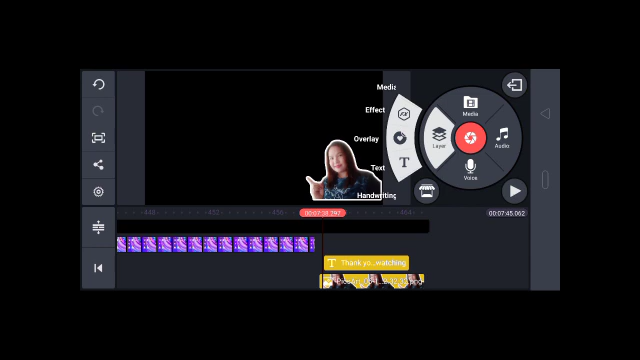 Media
Effect
Overlay
Text
Handwriting
Media
Layer
Audio
Voice
T
00:07:38.297
00:07:45.062
T Thank yo...watching